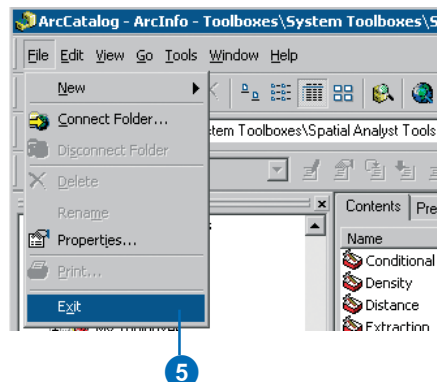 ArcCatalog - ArcInfo - Toolboxes\System Toolboxes\S
File Edit View Go Tools Window Help
New
Connect Folder...
tem Toolboxes\Spatial Analyst Tools
Disconnect Folder
Delete
Rename
Properties...
Print...
Exit
Contents Pre
Name
Conditional
Density
Distance
Extraction
5